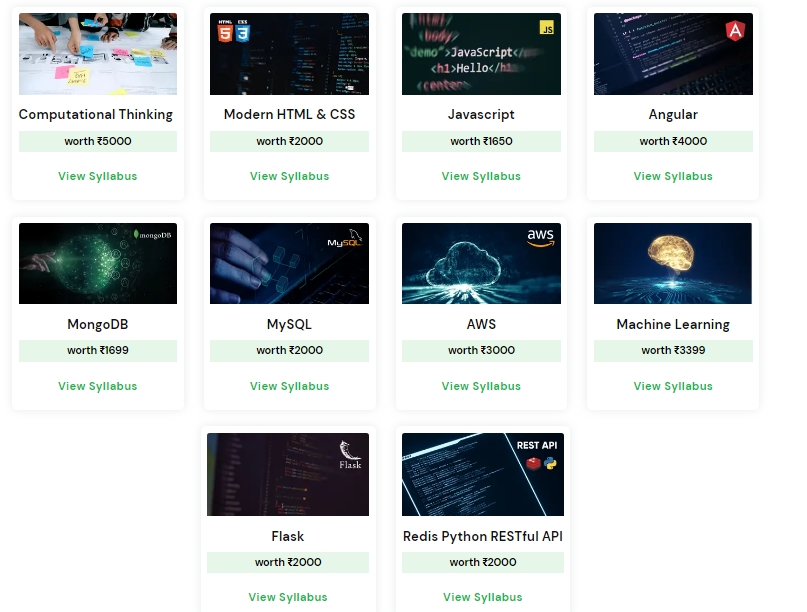 HTML CSS
JS
html
body
demo">JavaScript</
<h1>Hello</h1
<center>
Computational Thinking
worth ₹5000
View Syllabus
Modern HTML & CSS
worth ₹2000
View Syllabus
Javascript
worth ₹1650
View Syllabus
Angular
worth ₹4000
View Syllabus
mongoDB
MySQL
aws
MongoDB
worth ₹1699
View Syllabus
MySQL
worth ₹2000
View Syllabus
AWS
worth ₹3000
View Syllabus
Machine Learning
worth ₹3399
View Syllabus
Flask
REST API
Flask
worth ₹2000
View Syllabus
Redis Python RESTful API
worth ₹2000
View Syllabus